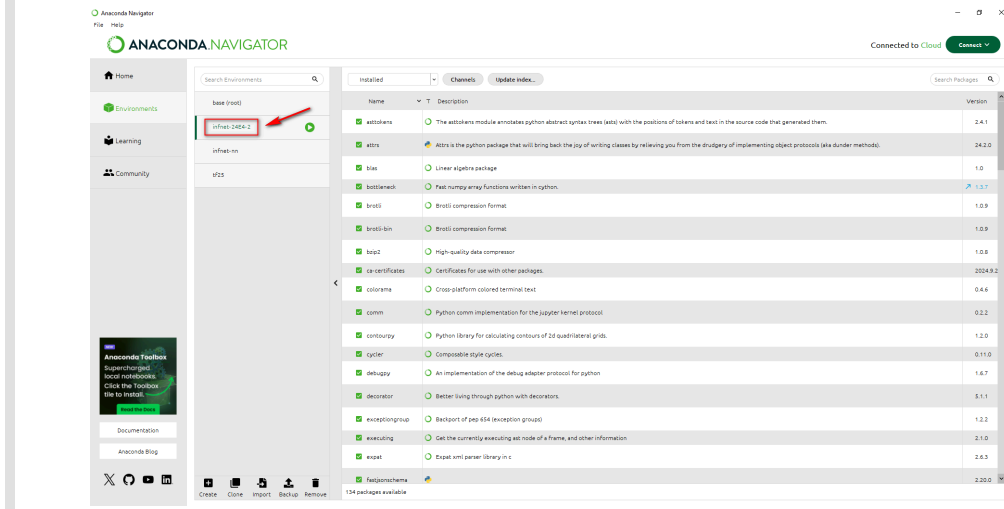 Anaconda Navigator
File Help
ANACONDA.NAVIGATOR
Connected to Cloud
Connect
Home
Environments
Learning
Community
Search Environments
base (root)
infnet-24E4-2
infnet-nn
tf25
Installed
Channels
Update index...
Search Packages
Name T Description Version
asttokens The asttokens module annotates python abstract syntax trees (asts) with the positions of tokens and text in the source code that generated them. 2.4.1
attrs Attrs is the python package that will bring back the joy of writing classes by relieving you from the drudgery of implementing object protocols (aka dunder methods). 24.2.0
blas Linear algebra package 1.0
bottleneck Fast numpy array functions written in cython. 1.3.7
brotli Brotli compression format 1.0.9
brotli-bin Brotli compression format 1.0.9
bzip2 High-quality data compressor 1.0.8
ca-certificates Certificates for use with other packages. 2024.9.2
colorama Cross-platform colored terminal text 0.4.6
comm Python comm implementation for the jupyter kernel protocol 0.2.2
contourpy Python library for calculating contours of 2d quadrilateral grids. 1.2.0
cycler Composable style cycles. 0.11.0
debugpy An implementation of the debug adapter protocol for python 1.6.7
decorator Better living through python with decorators. 5.1.1
exceptiongroup Backport of pep 654 (exception groups) 1.2.2
executing Get the currently executing ast node of a frame, and other information 2.1.0
expat Expat xml parser library in c 2.6.3
fastjsonschema 2.20.0
134 packages available
NEW
Anaconda Toolbox
Supercharged
local notebooks.
Click the Toolbox
tile to install.
Read the Docs
Documentation
Anaconda Blog
Create Clone Import Backup Remove